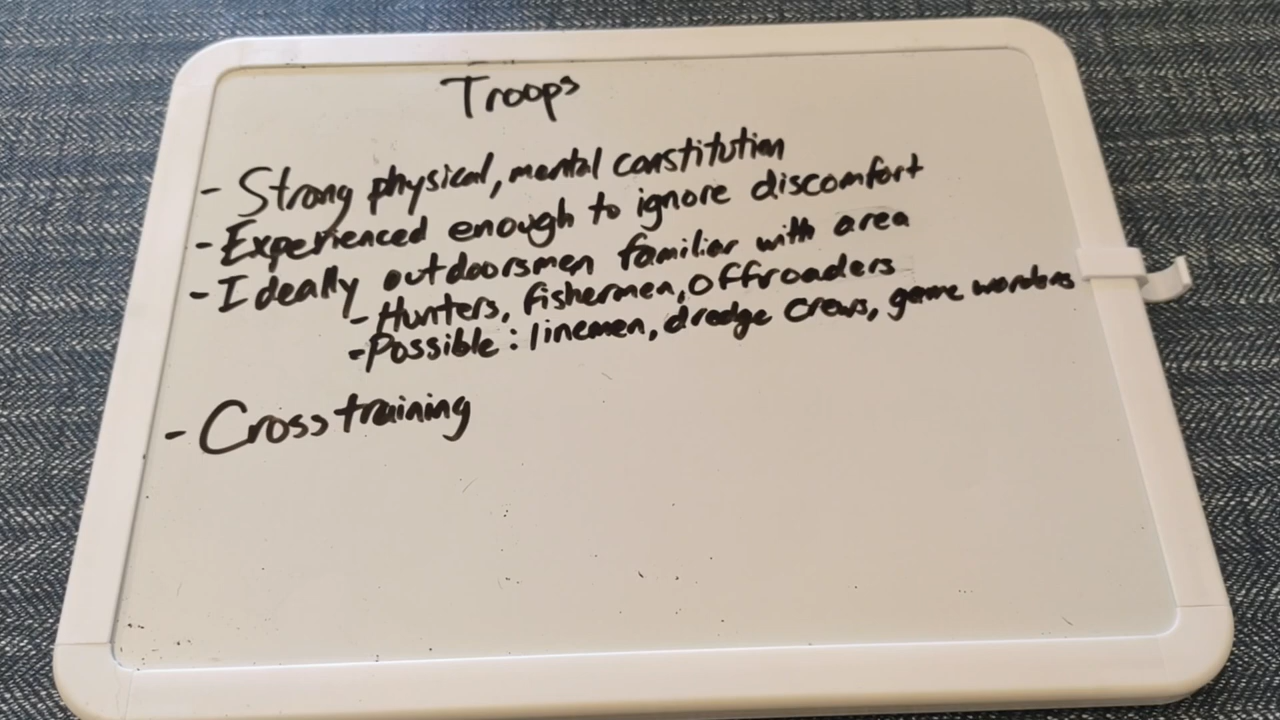 Troops
- Strong physical, mental constitution
- Experienced enough to ignore discomfort
- Ideally outdoorsmen familiar with area
- Hunters, fishermen, offroaders
- Possible: linemen, dredge crews, game wardens
- Cross training